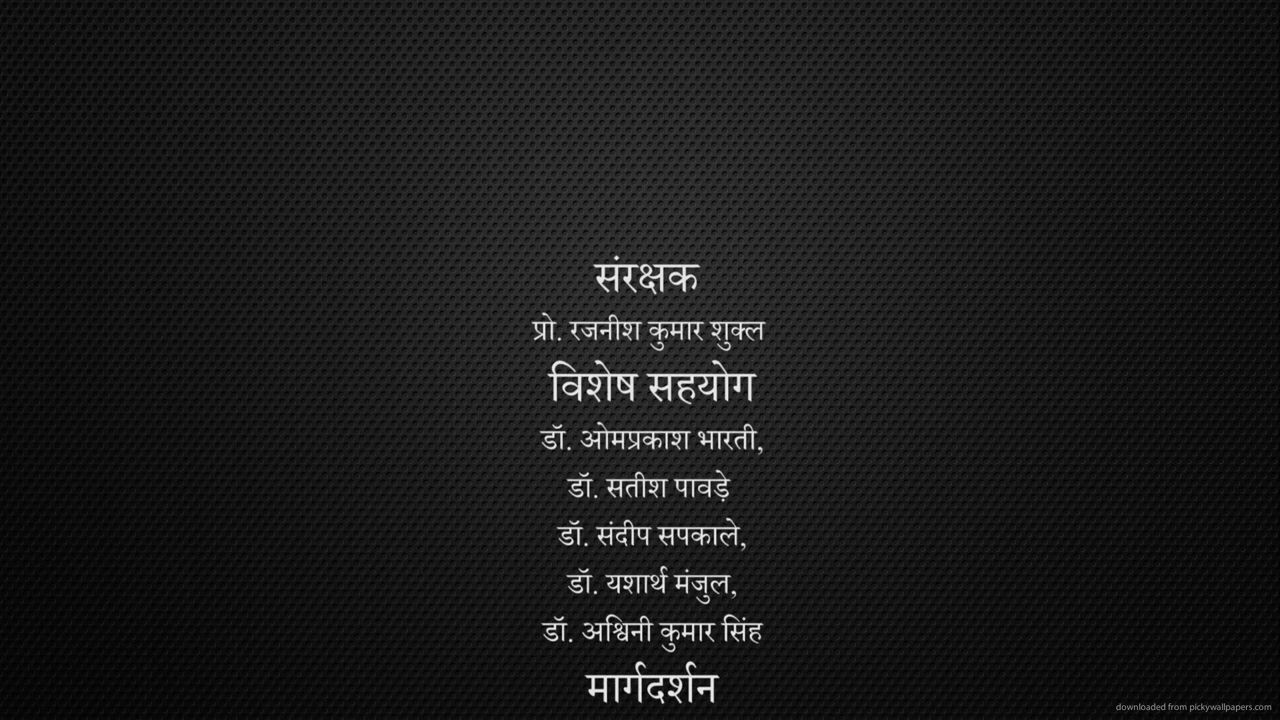 संरक्षक
प्रो. रजनीश कुमार शुक्ल
विशेष सहयोग
डॉ. ओमप्रकाश भारती,
डॉ. सतीश पावड़े
डॉ. संदीप सपकाले,
डॉ. यशार्थ मंजुल,
डॉ. अश्विनी कुमार सिंह
मार्गदर्शन
downloaded from pickywallpapers.com